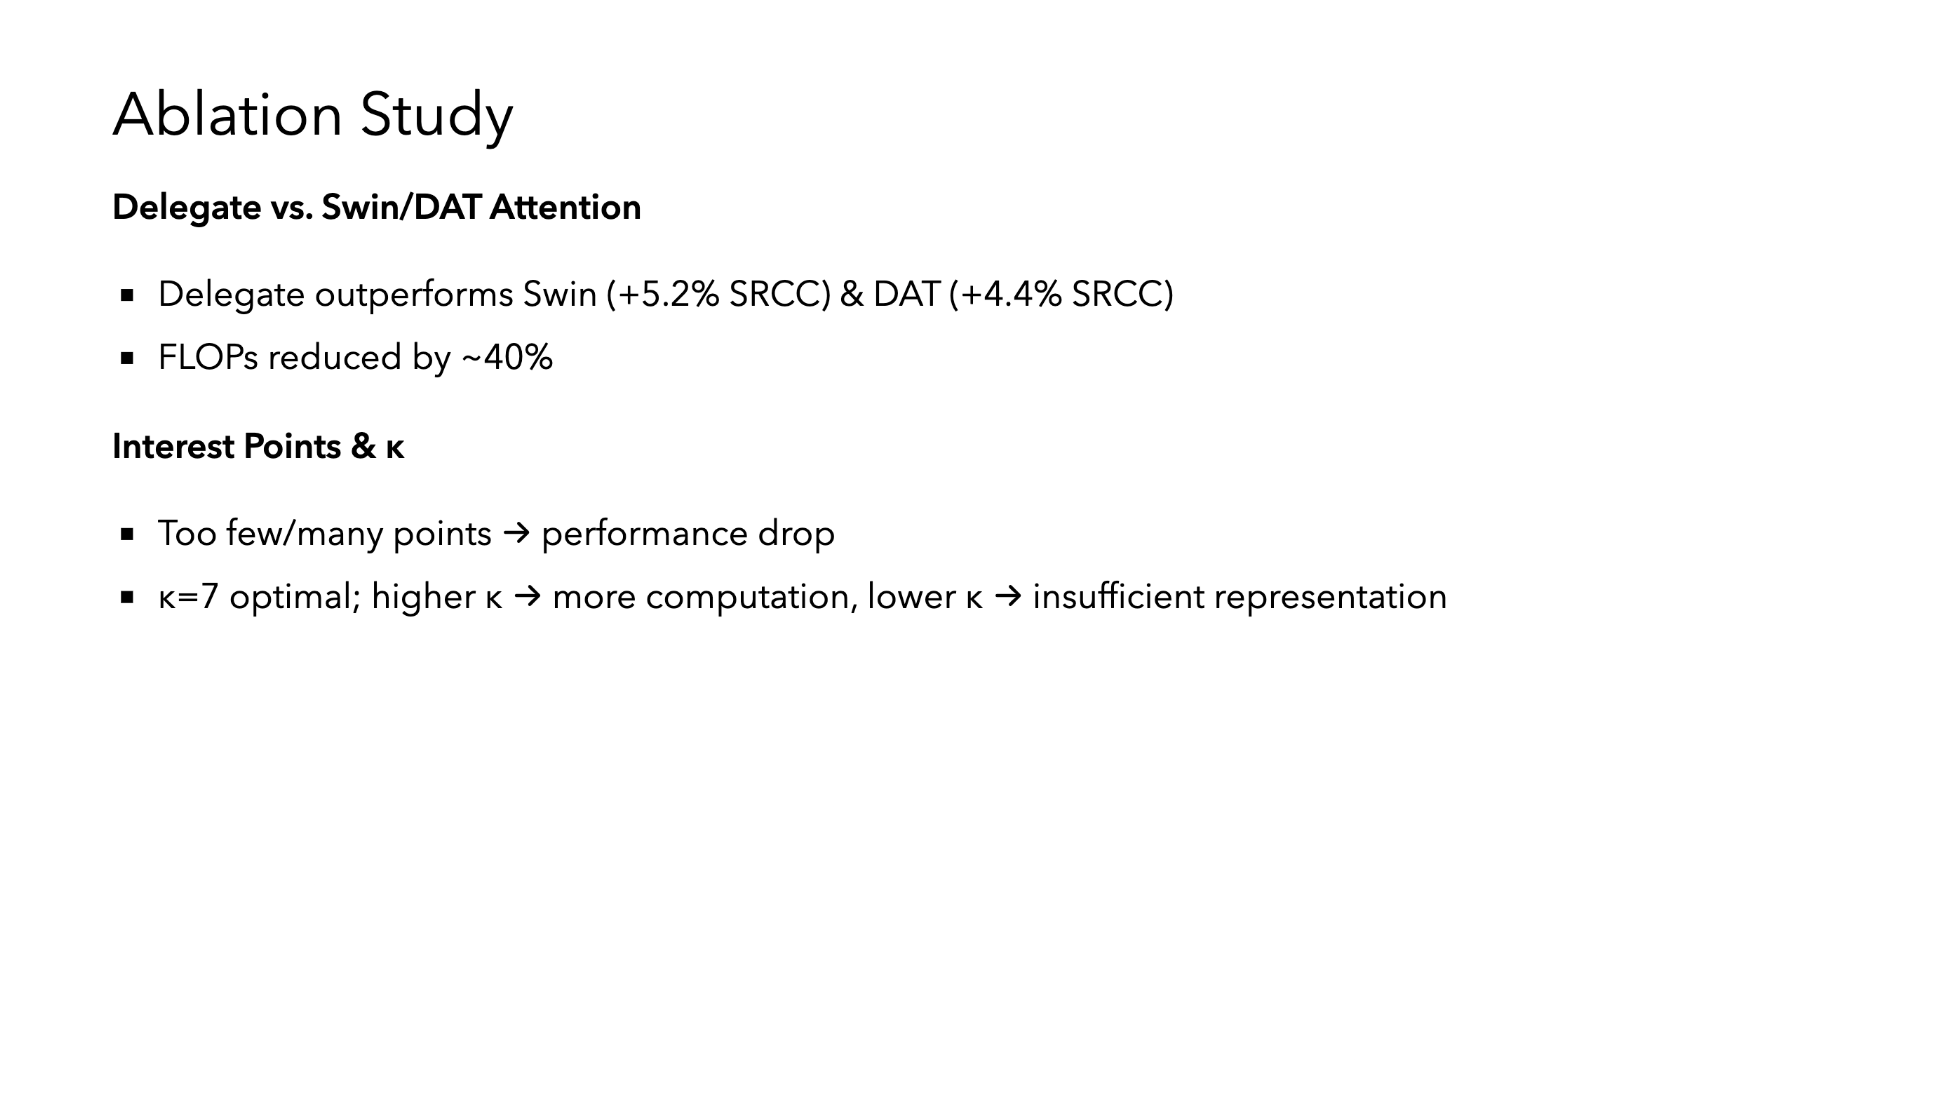 Ablation Study
Delegate vs. Swin/DAT Attention
▪ Delegate outperforms Swin (+5.2% SRCC) & DAT (+4.4% SRCC)
▪ FLOPs reduced by ~40%
Interest Points & κ
▪ Too few/many points → performance drop
▪ κ=7 optimal; higher κ → more computation, lower κ → insufficient representation